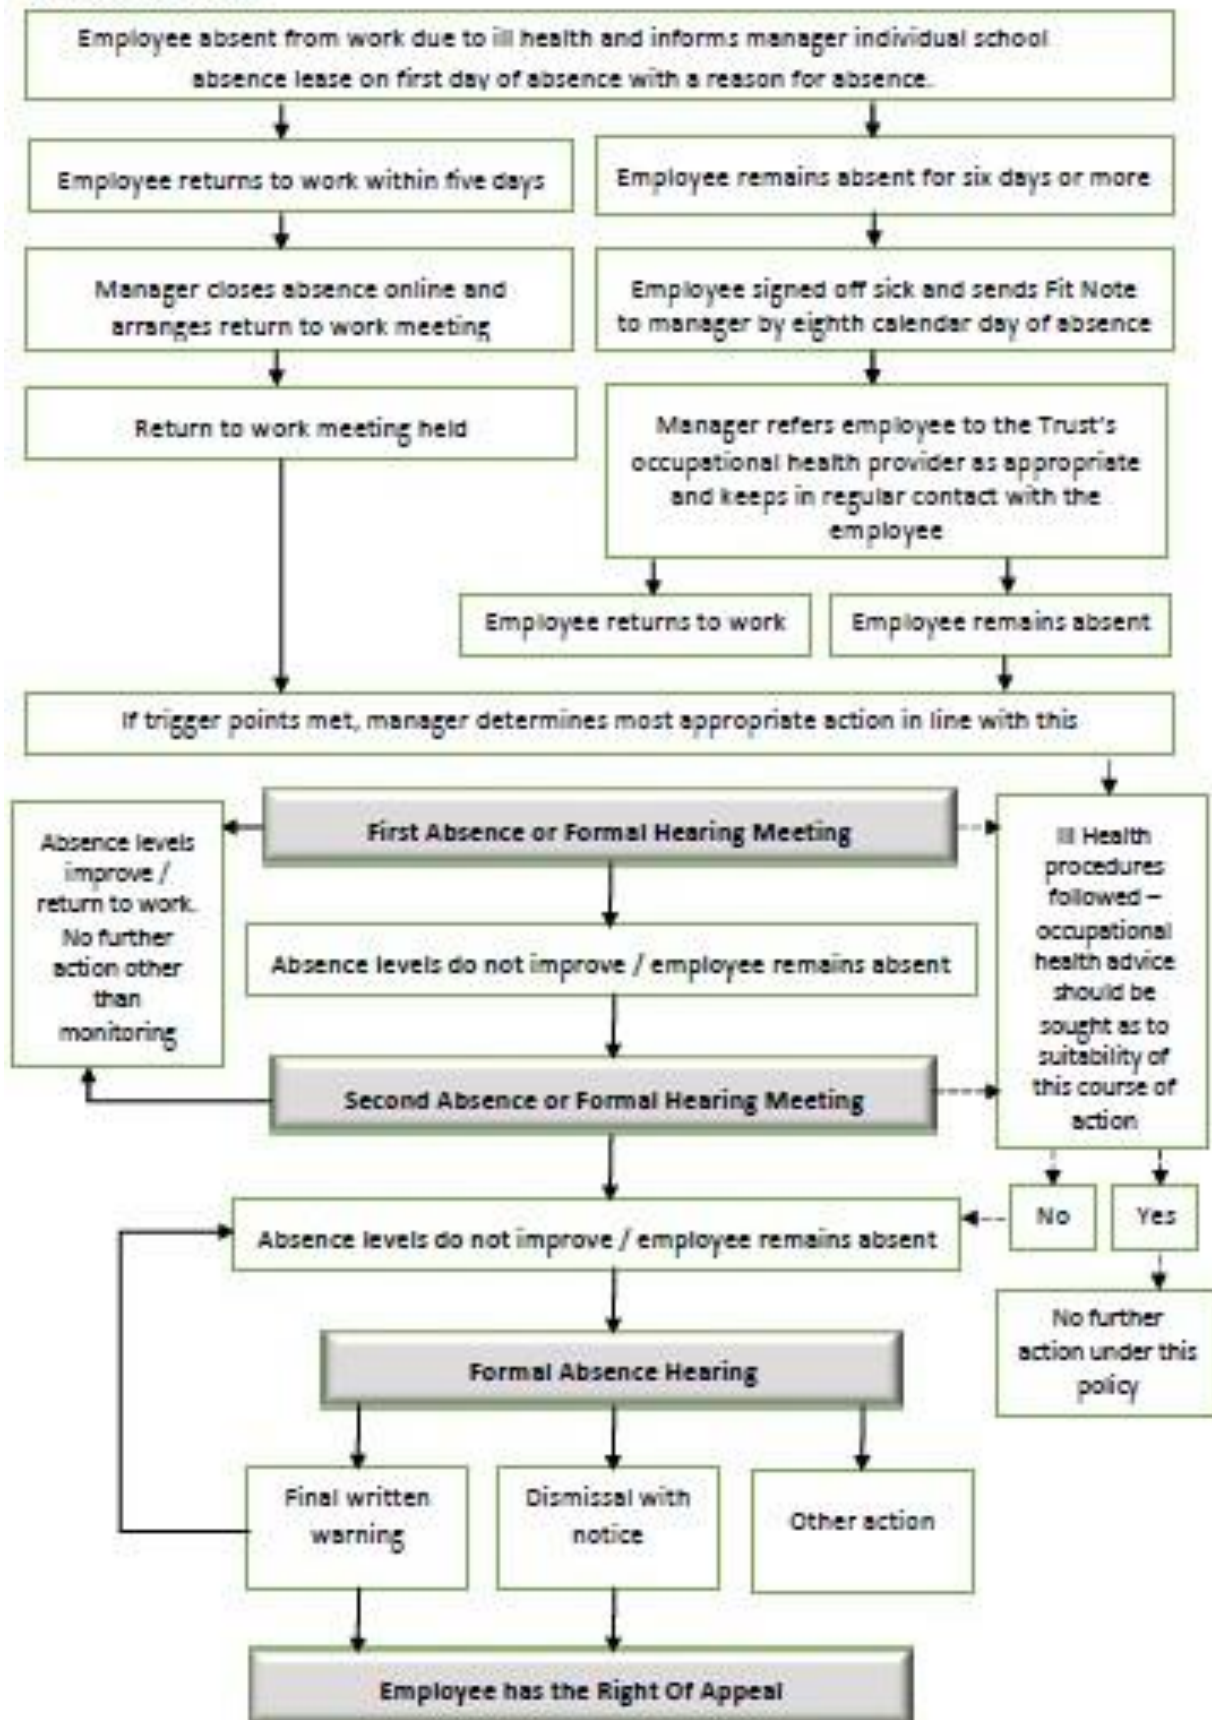 Employee absent from work due to ill health and informs manager individual school
absence lease on first day of absence with a reason for absence.
Employee returns to work within five days
Employee remains absent for six days or more
Manager closes absence online and
arranges return to work meeting
Employee signed off sick and sends Fit Note
to manager by eighth calendar day of absence
Return to work meeting held
Manager refers employee to the Trust's
occupational health provider as appropriate
and keeps in regular contact with the
employee
Employee returns to work
Employee remains absent
If trigger points met, manager determines most appropriate action in line with this
First Absence or Formal Hearing Meeting
Absence levels
improve /
return to work.
No further
action other
than
monitoring
Ill Health
procedures
followed –
occupational
health advice
should be
sought as to
suitability of
this course of
action
Absence levels do not improve / employee remains absent
Second Absence or Formal Hearing Meeting
No
Yes
Absence levels do not improve / employee remains absent
No further
action under this
policy
Formal Absence Hearing
Final written
warning
Dismissal with
notice
Other action
Employee has the Right Of Appeal